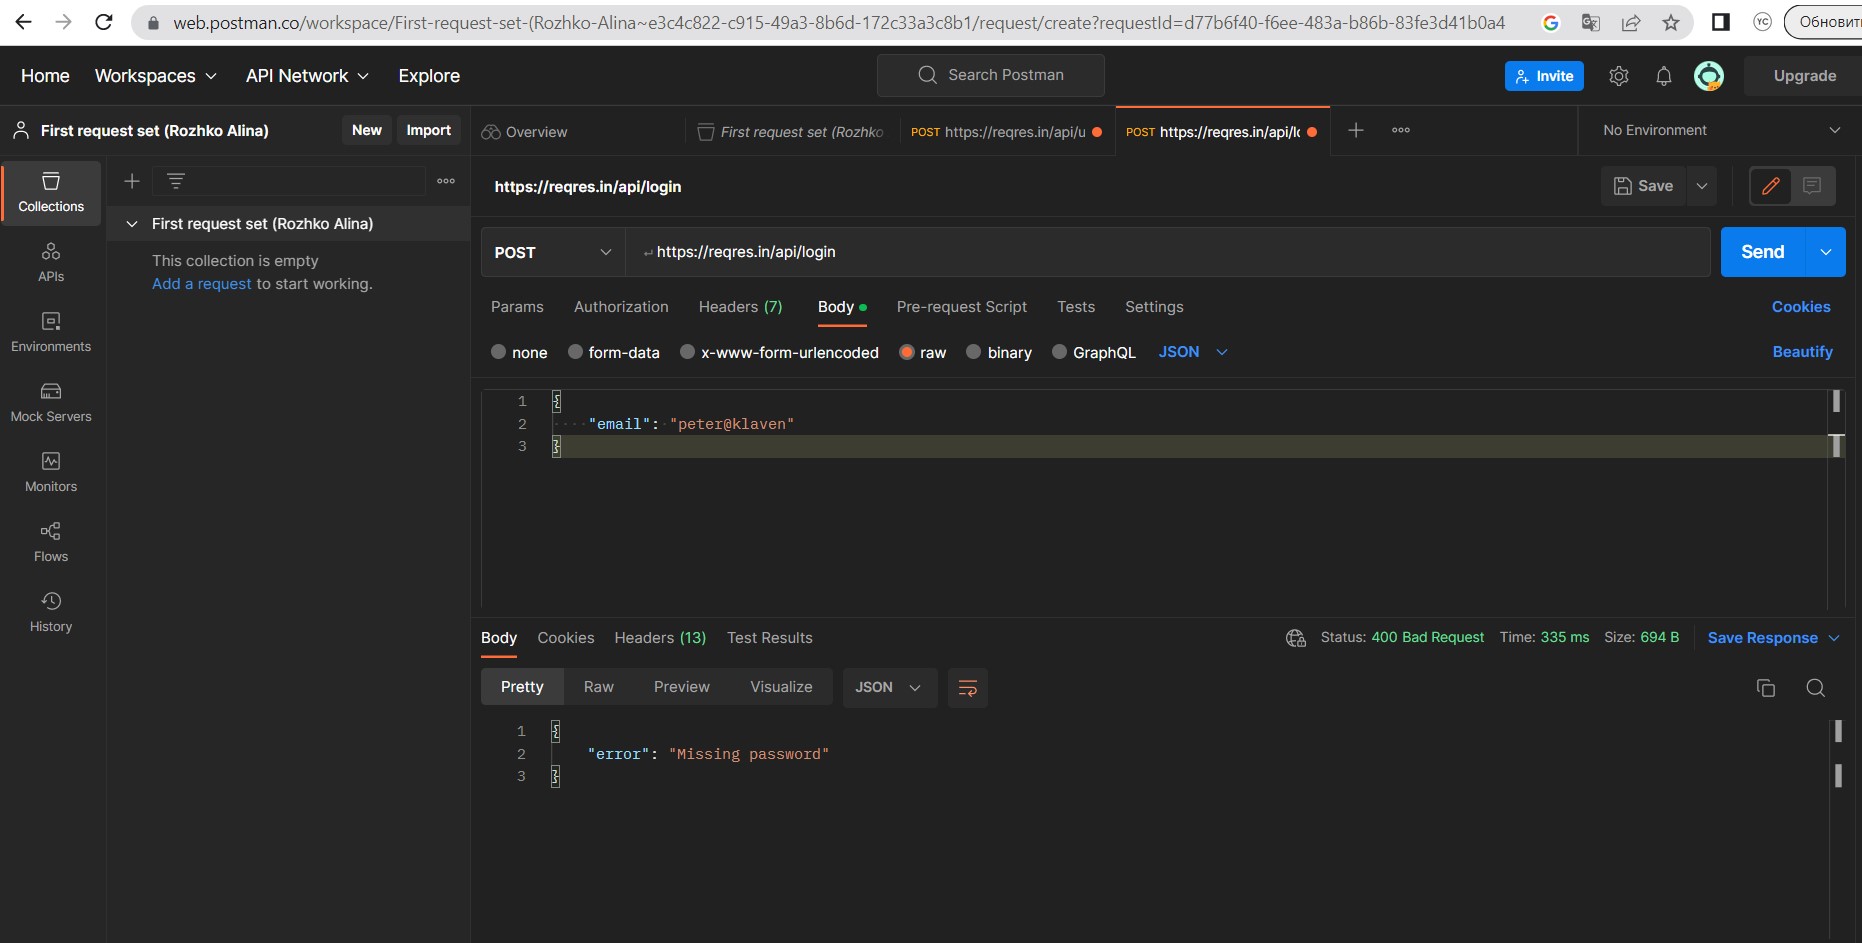 web.postman.co/workspace/First-request-set-(Rozhko-Alina~e3c4c822-c915-49a3-8b6d-172c33a3c8b1/request/create?requestId=d77b6f40-f6ee-483a-b86b-83fe3d41b0a4
YC
Обновить
Home Workspaces API Network Explore
Search Postman
Invite
Upgrade
First request set (Rozhko Alina)
New Import
Overview
First request set (Rozhko
POST https://reqres.in/api/u
POST https://reqres.in/api/lo
No Environment
Collections
APIs
Environments
Mock Servers
Monitors
Flows
History
First request set (Rozhko Alina)
This collection is empty
Add a request to start working.
https://reqres.in/api/login
Save
POST
https://reqres.in/api/login
Send
Params Authorization Headers (7) Body Pre-request Script Tests Settings
Cookies
none form-data x-www-form-urlencoded raw binary GraphQL JSON
Beautify
1 {
2 "email": "peter@klaven"
3 }
Body Cookies Headers (13) Test Results
Status: 400 Bad Request Time: 335 ms Size: 694 B
Save Response
Pretty Raw Preview Visualize JSON
1 {
2 "error": "Missing password"
3 }